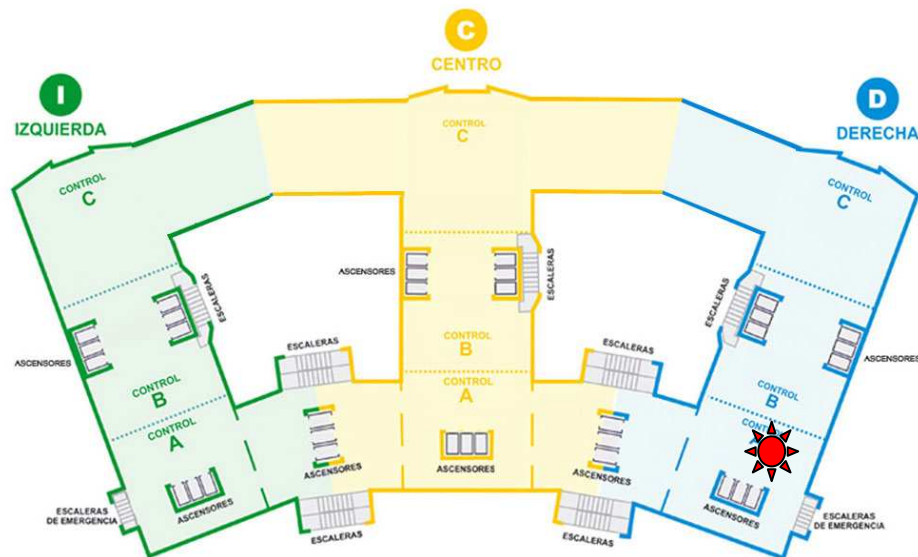 C
CENTRO
I
IZQUIERDA
D
DERECHA
CONTROL
C
CONTROL
C
CONTROL
C
ASCENSORES
ESCALERAS
ESCALERAS
ESCALERAS
ASCENSORES
ASCENSORES
ESCALERAS
ESCALERAS
CONTROL
B
CONTROL
B
CONTROL
B
CONTROL
A
CONTROL
A
ASCENSORES
ASCENSORES
ASCENSORES
ASCENSORES
ASCENSORES
ESCALERAS
DE EMERGENCIA
ESCALERAS
DE EMERGENCIA
ESCALERAS
ESCALERAS